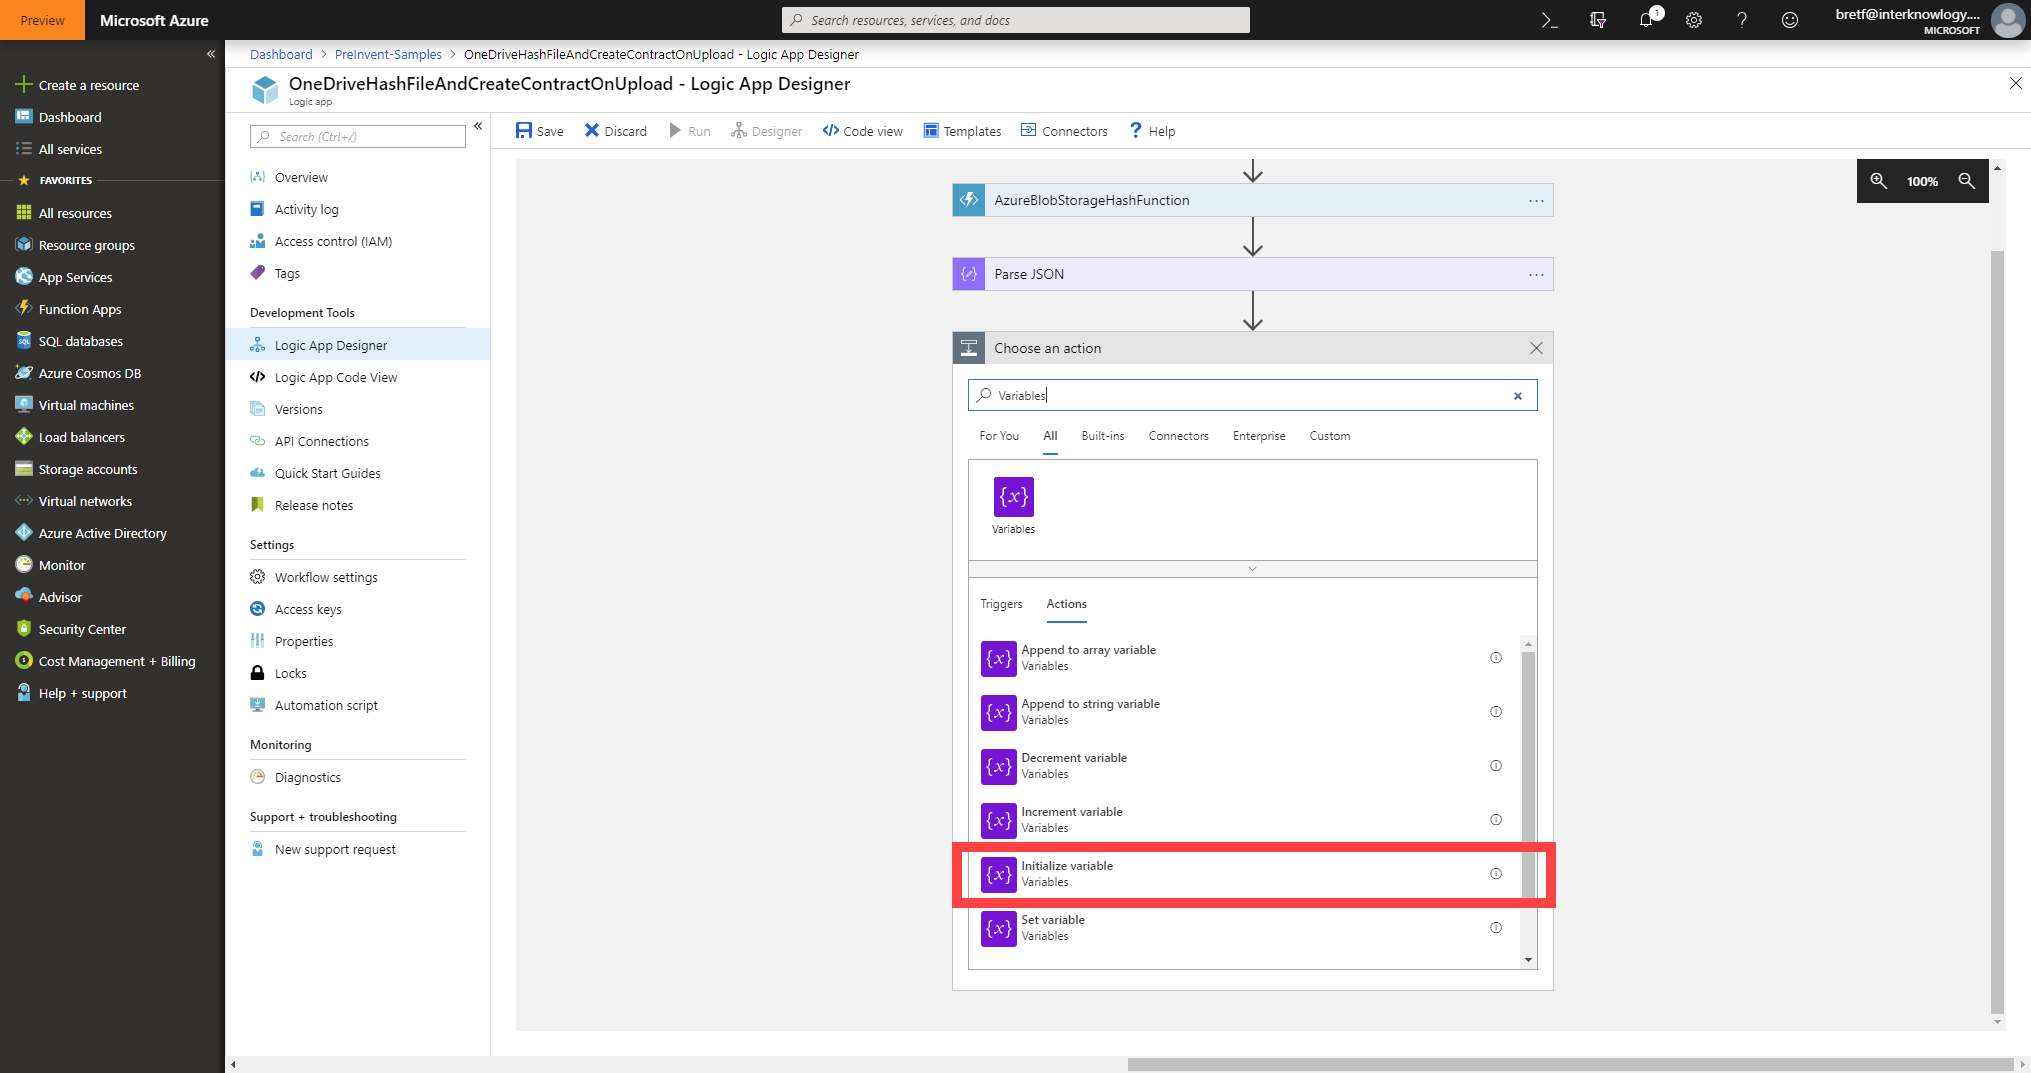 Preview
Microsoft Azure
Search resources, services, and docs
1
bretf@interknowlogy....
MICROSOFT
Create a resource
Dashboard
All services
FAVORITES
All resources
Resource groups
App Services
Function Apps
SQL databases
Azure Cosmos DB
Virtual machines
Load balancers
Storage accounts
Virtual networks
Azure Active Directory
Monitor
Advisor
Security Center
Cost Management + Billing
Help + support
Dashboard > PreInvent-Samples > OneDriveHashFileAndCreateContractOnUpload - Logic App Designer
OneDriveHashFileAndCreateContractOnUpload - Logic App Designer
Logic app
Search (Ctrl+/)
Overview
Activity log
Access control (IAM)
Tags
Development Tools
Logic App Designer
Logic App Code View
Versions
API Connections
Quick Start Guides
Release notes
Settings
Workflow settings
Access keys
Properties
Locks
Automation script
Monitoring
Diagnostics
Support + troubleshooting
New support request
Save Discard Run Designer Code view Templates Connectors Help
100%
AzureBlobStorageHashFunction
Parse JSON
Choose an action
Variables
For You All Built-ins Connectors Enterprise Custom
{x}
Variables
Triggers Actions
{x} Append to array variable
Variables
{x} Append to string variable
Variables
{x} Decrement variable
Variables
{x} Increment variable
Variables
{x} Initialize variable
Variables
{x} Set variable
Variables